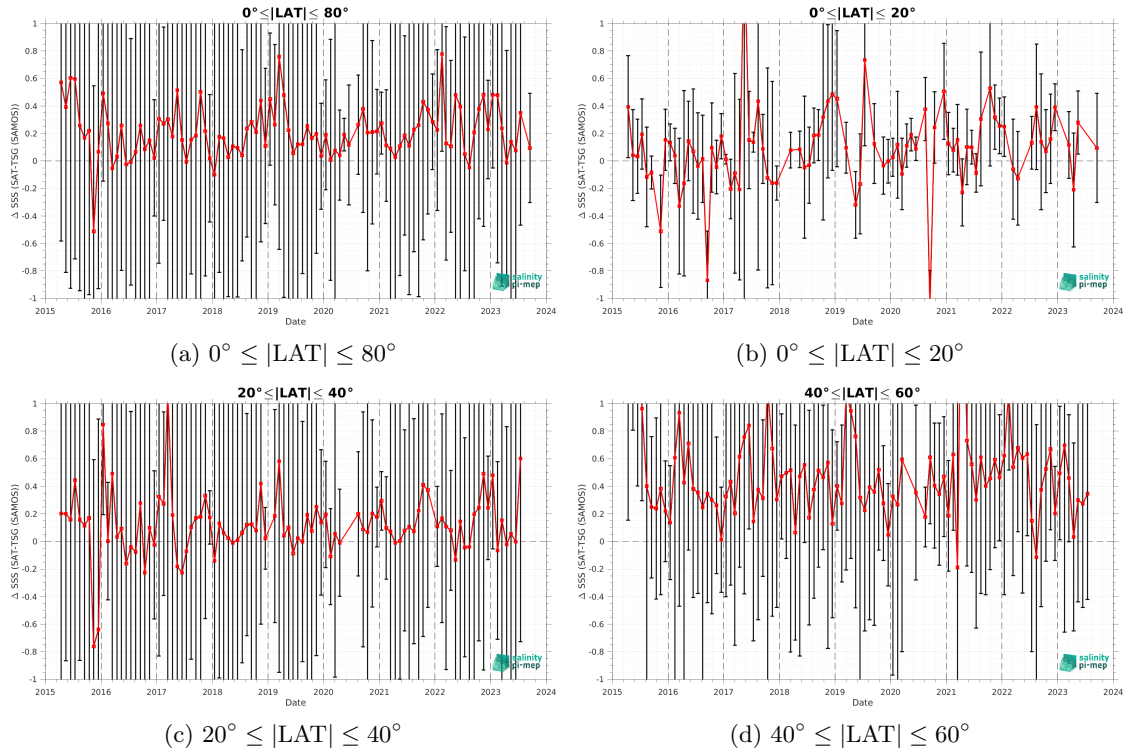 0°≤|LAT|≤ 80°
Δ SSS (SAT-TSG (SAMOS))
1
0.8
0.6
0.4
0.2
0
-0.2
-0.4
-0.6
-0.8
-1
2015 2016 2017 2018 2019 2020 2021 2022 2023 2024
Date
salinity
pi-mep
(a) 0° ≤ |LAT| ≤ 80°
0°≤|LAT|≤ 20°
Δ SSS (SAT-TSG (SAMOS))
1
0.8
0.6
0.4
0.2
0
-0.2
-0.4
-0.6
-0.8
-1
2015 2016 2017 2018 2019 2020 2021 2022 2023 2024
Date
salinity
pi-mep
(b) 0° ≤ |LAT| ≤ 20°
20°≤|LAT|≤ 40°
Δ SSS (SAT-TSG (SAMOS))
1
0.8
0.6
0.4
0.2
0
-0.2
-0.4
-0.6
-0.8
-1
2015 2016 2017 2018 2019 2020 2021 2022 2023 2024
Date
salinity
pi-mep
(c) 20° ≤ |LAT| ≤ 40°
40°≤|LAT|≤ 60°
Δ SSS (SAT-TSG (SAMOS))
1
0.8
0.6
0.4
0.2
0
-0.2
-0.4
-0.6
-0.8
-1
2015 2016 2017 2018 2019 2020 2021 2022 2023 2024
Date
salinity
pi-mep
(d) 40° ≤ |LAT| ≤ 60°